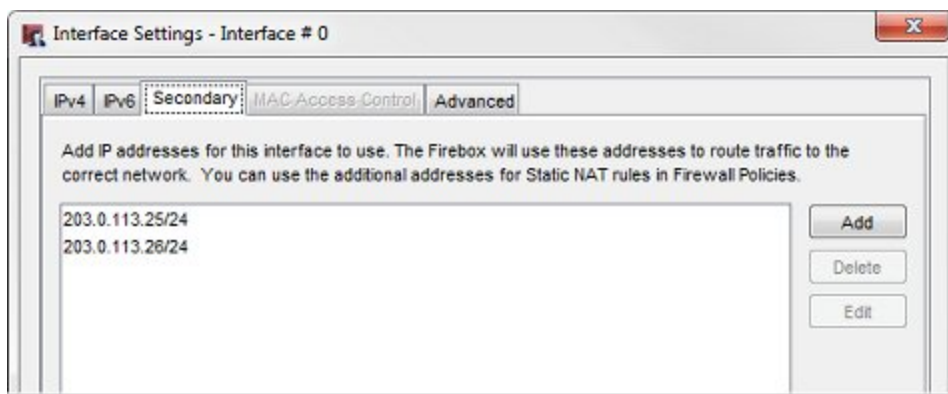 Interface Settings - Interface # 0
IPv4 IPv6 Secondary MAC Access Control Advanced
Add IP addresses for this interface to use. The Firebox will use these addresses to route traffic to the
correct network. You can use the additional addresses for Static NAT rules in Firewall Policies.
203.0.113.25/24
203.0.113.26/24
Add
Delete
Edit